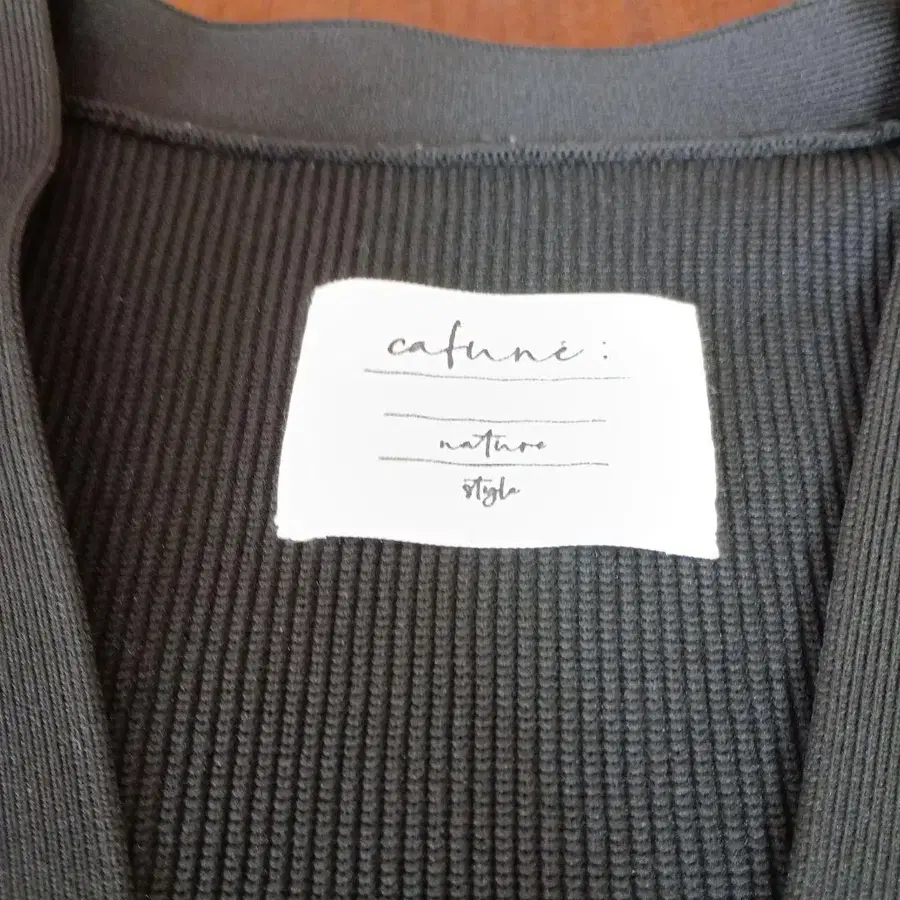 cafuné :
nature
style